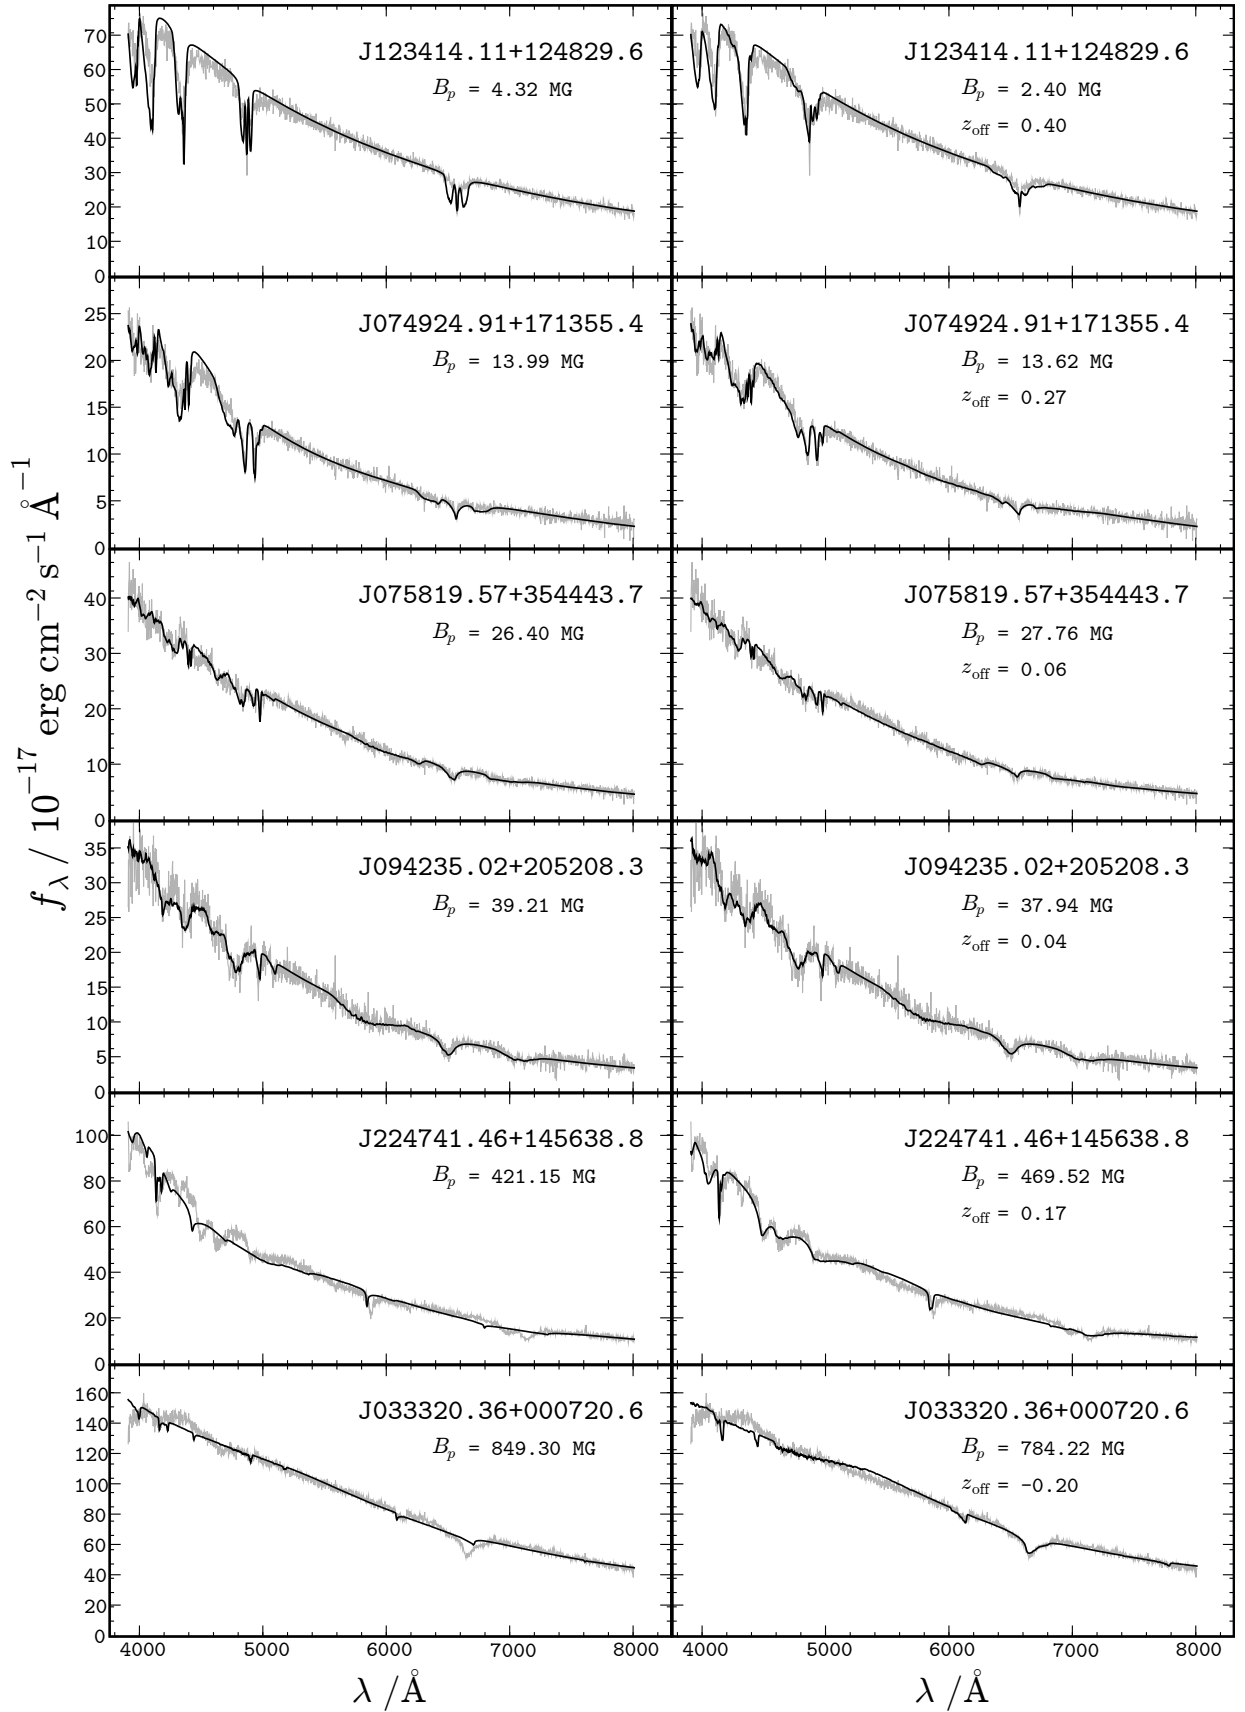 J123414.11+124829.6
B_p = 4.32 MG
70
60
50
40
30
20
10
0
J123414.11+124829.6
B_p = 2.40 MG
z_off = 0.40
J074924.91+171355.4
B_p = 13.99 MG
25
20
15
10
5
0
J074924.91+171355.4
B_p = 13.62 MG
z_off = 0.27
J075819.57+354443.7
B_p = 26.40 MG
40
30
20
10
0
J075819.57+354443.7
B_p = 27.76 MG
z_off = 0.06
f_λ / 10^−17 erg cm^−2 s^−1 Å^−1
J094235.02+205208.3
B_p = 39.21 MG
35
30
25
20
15
10
5
0
J094235.02+205208.3
B_p = 37.94 MG
z_off = 0.04
J224741.46+145638.8
B_p = 421.15 MG
100
80
60
40
20
0
J224741.46+145638.8
B_p = 469.52 MG
z_off = 0.17
J033320.36+000720.6
B_p = 849.30 MG
160
140
120
100
80
60
40
20
0
J033320.36+000720.6
B_p = 784.22 MG
z_off = −0.20
4000 5000 6000 7000 8000
4000 5000 6000 7000 8000
λ /Å
λ /Å